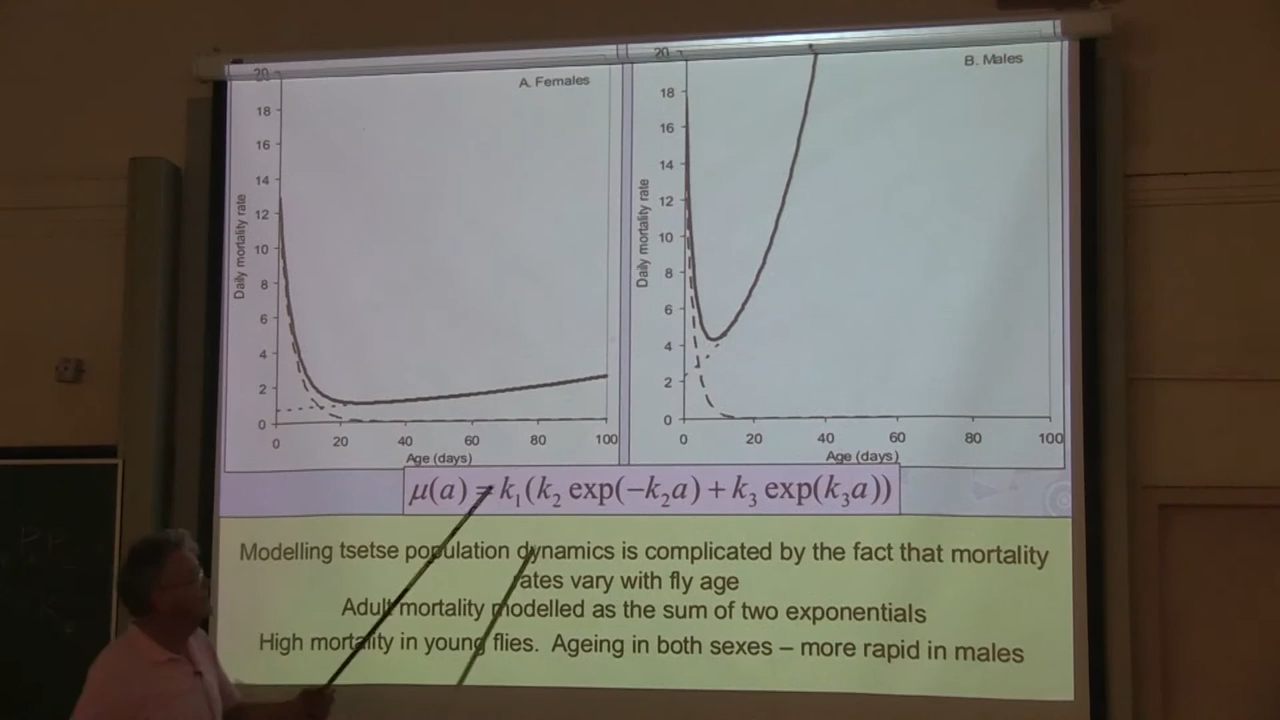 A. Females
20
18
16
14
12
10
8
6
4
2
0
Daily mortality rate
0 20 40 60 80 100
Age (days)
B. Males
20
18
16
14
12
10
8
6
4
2
0
Daily mortality rate
0 20 40 60 80 100
Age (days)
μ(a) = k₁(k₂ exp(−k₂a) + k₃ exp(k₃a))
Modelling tsetse population dynamics is complicated by the fact that mortality
rates vary with fly age
Adult mortality modelled as the sum of two exponentials
High mortality in young flies. Ageing in both sexes – more rapid in males